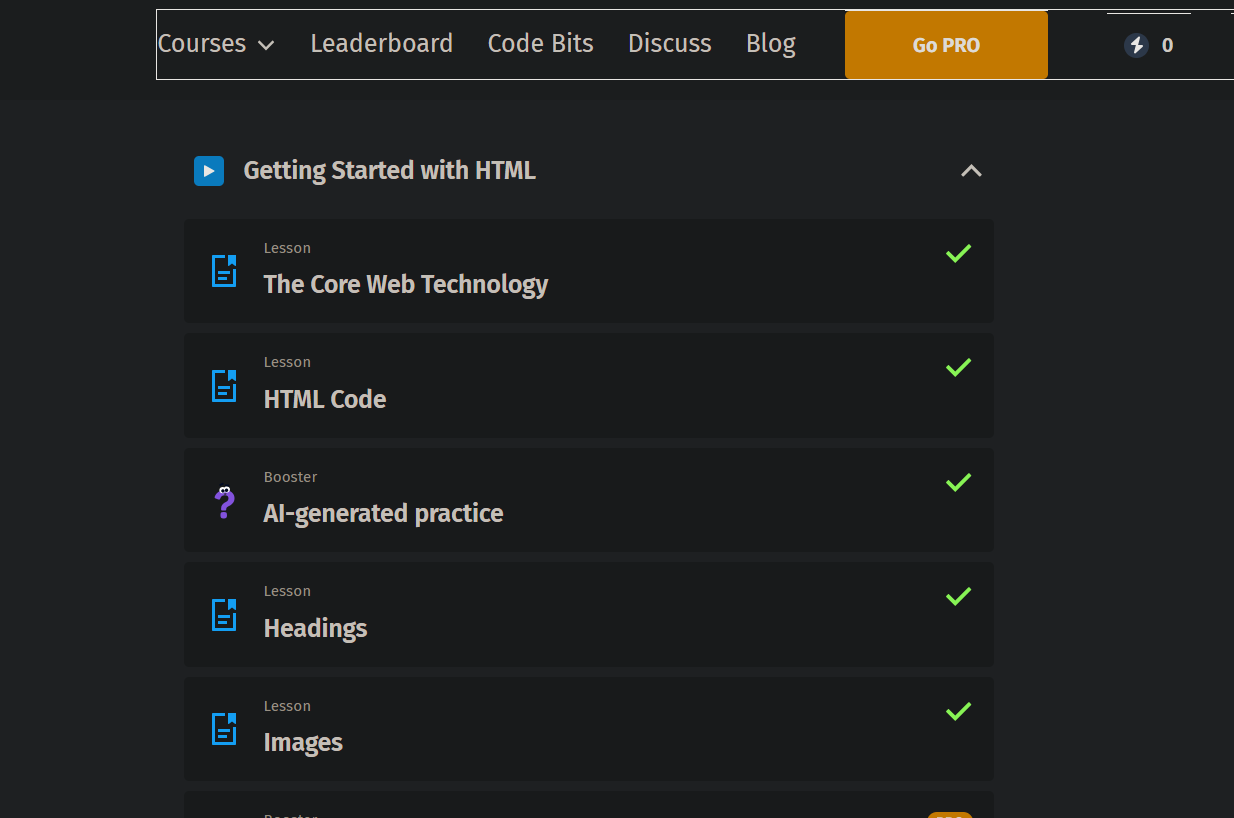 Courses Leaderboard Code Bits Discuss Blog Go PRO 0
Getting Started with HTML
Lesson
The Core Web Technology
Lesson
HTML Code
Booster
AI-generated practice
Lesson
Headings
Lesson
Images